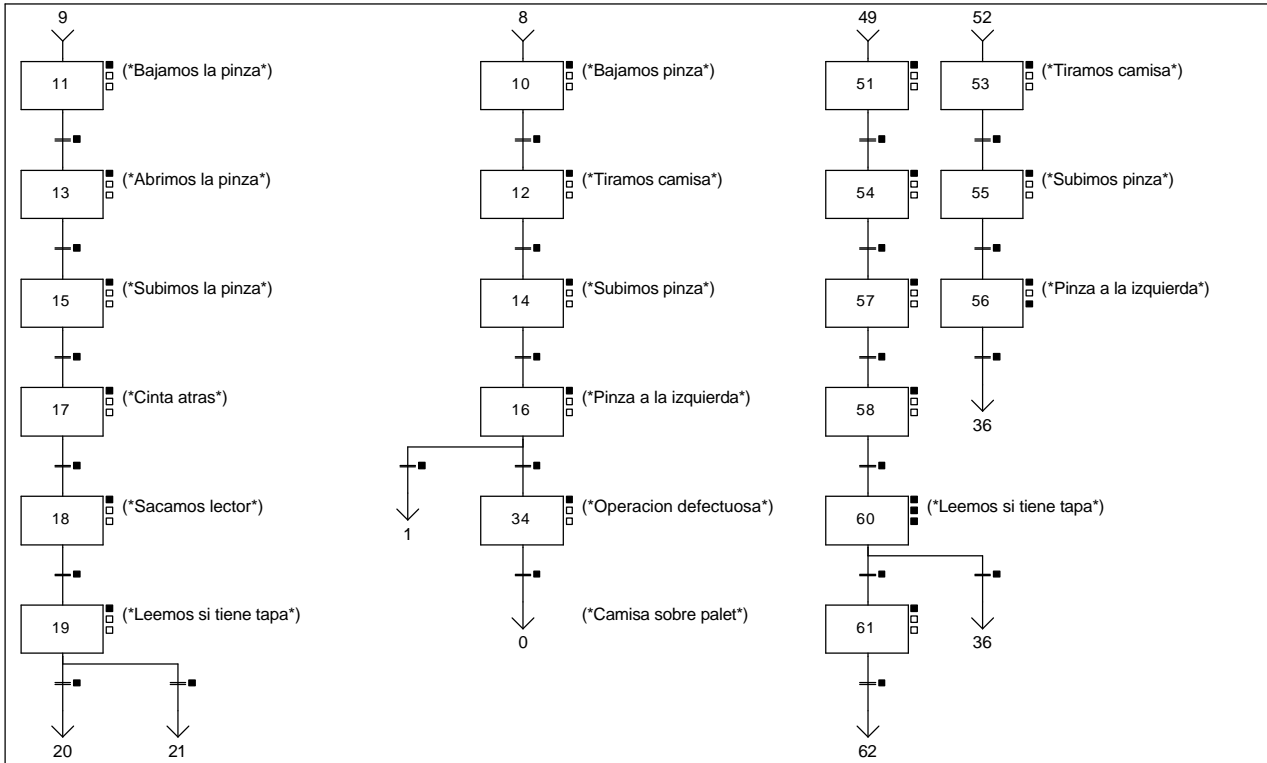 9 8 49 52
11 (*Bajamos la pinza*) 10 (*Bajamos pinza*) 51 53 (*Tiramos camisa*)
13 (*Abrimos la pinza*) 12 (*Tiramos camisa*) 54 55 (*Subimos pinza*)
15 (*Subimos la pinza*) 14 (*Subimos pinza*) 57 56 (*Pinza a la izquierda*)
17 (*Cinta atras*) 16 (*Pinza a la izquierda*) 58 36
18 (*Sacamos lector*) 1 34 (*Operacion defectuosa*) 60 (*Leemos si tiene tapa*)
19 (*Leemos si tiene tapa*) 0 (*Camisa sobre palet*) 61 36
20 21 62